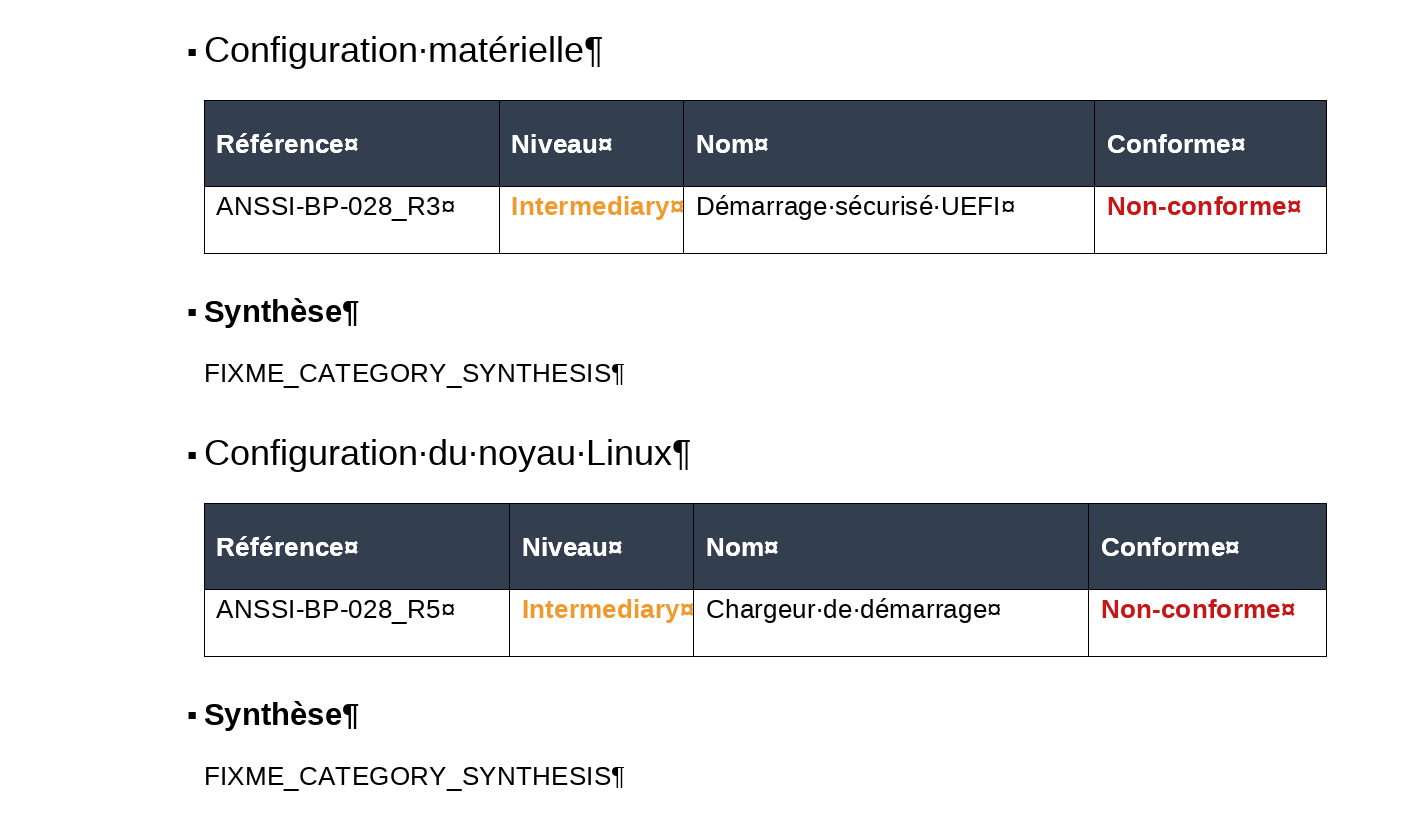 ▪ Configuration·matérielle¶
Référence¤ Niveau¤ Nom¤ Conforme¤
ANSSI-BP-028_R3¤ Intermediary¤ Démarrage·sécurisé·UEFI¤ Non-conforme¤
▪ Synthèse¶
FIXME_CATEGORY_SYNTHESIS¶
▪ Configuration·du·noyau·Linux¶
Référence¤ Niveau¤ Nom¤ Conforme¤
ANSSI-BP-028_R5¤ Intermediary¤ Chargeur·de·démarrage¤ Non-conforme¤
▪ Synthèse¶
FIXME_CATEGORY_SYNTHESIS¶